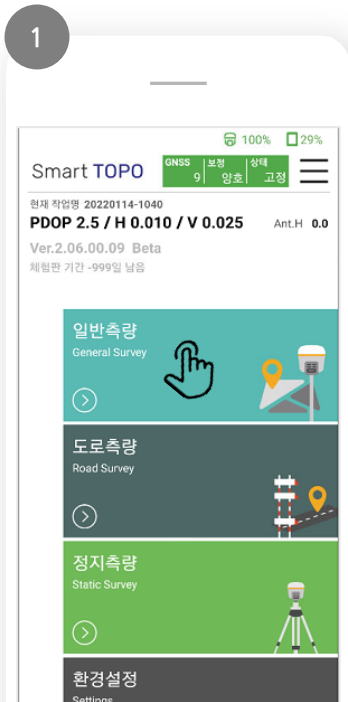 1
100% 29%
Smart TOPO
GNSS 보정 상태
9 양호 고정
현재 작업명 20220114-1040
PDOP 2.5 / H 0.010 / V 0.025 Ant.H 0.0
Ver.2.06.00.09 Beta
체험판 기간 -999일 남음
일반측량
General Survey
도로측량
Road Survey
정지측량
Static Survey
환경설정
Settings